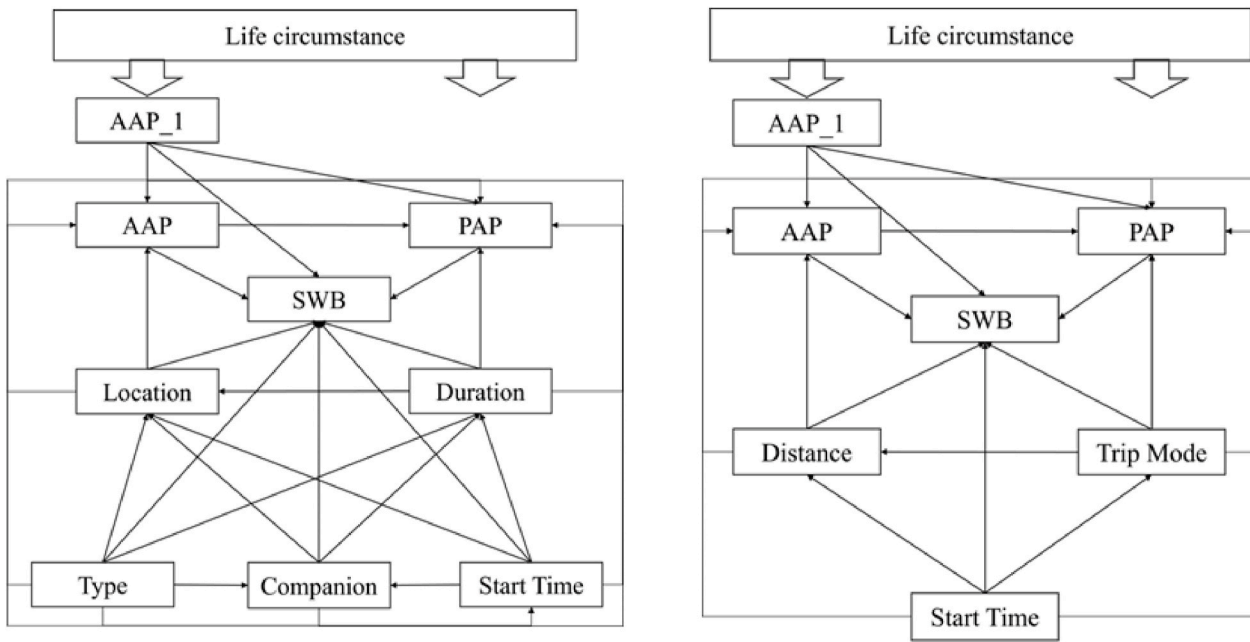 Life circumstance
AAP_1
AAP
PAP
SWB
Location
Duration
Type
Companion
Start Time
Life circumstance
AAP_1
AAP
PAP
SWB
Distance
Trip Mode
Start Time